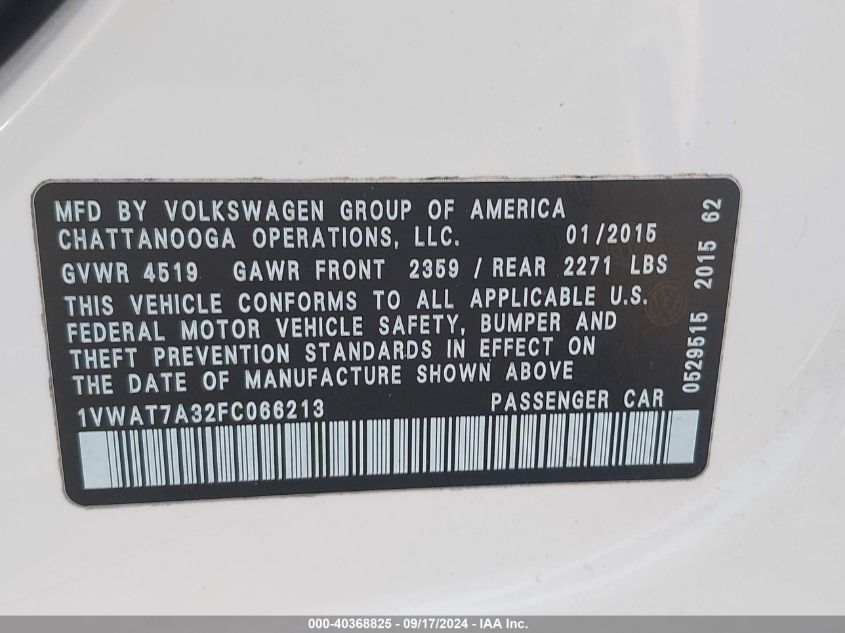 MFD BY VOLKSWAGEN GROUP OF AMERICA
CHATTANOOGA OPERATIONS, LLC. 01/2015
GVWR 4519 GAWR FRONT 2359 / REAR 2271 LBS
THIS VEHICLE CONFORMS TO ALL APPLICABLE U.S.
FEDERAL MOTOR VEHICLE SAFETY, BUMPER AND
THEFT PREVENTION STANDARDS IN EFFECT ON
THE DATE OF MANUFACTURE SHOWN ABOVE
1VWAT7A32FC066213 PASSENGER CAR
0529515 2015 62
000-40368825 - 09/17/2024 - IAA Inc.